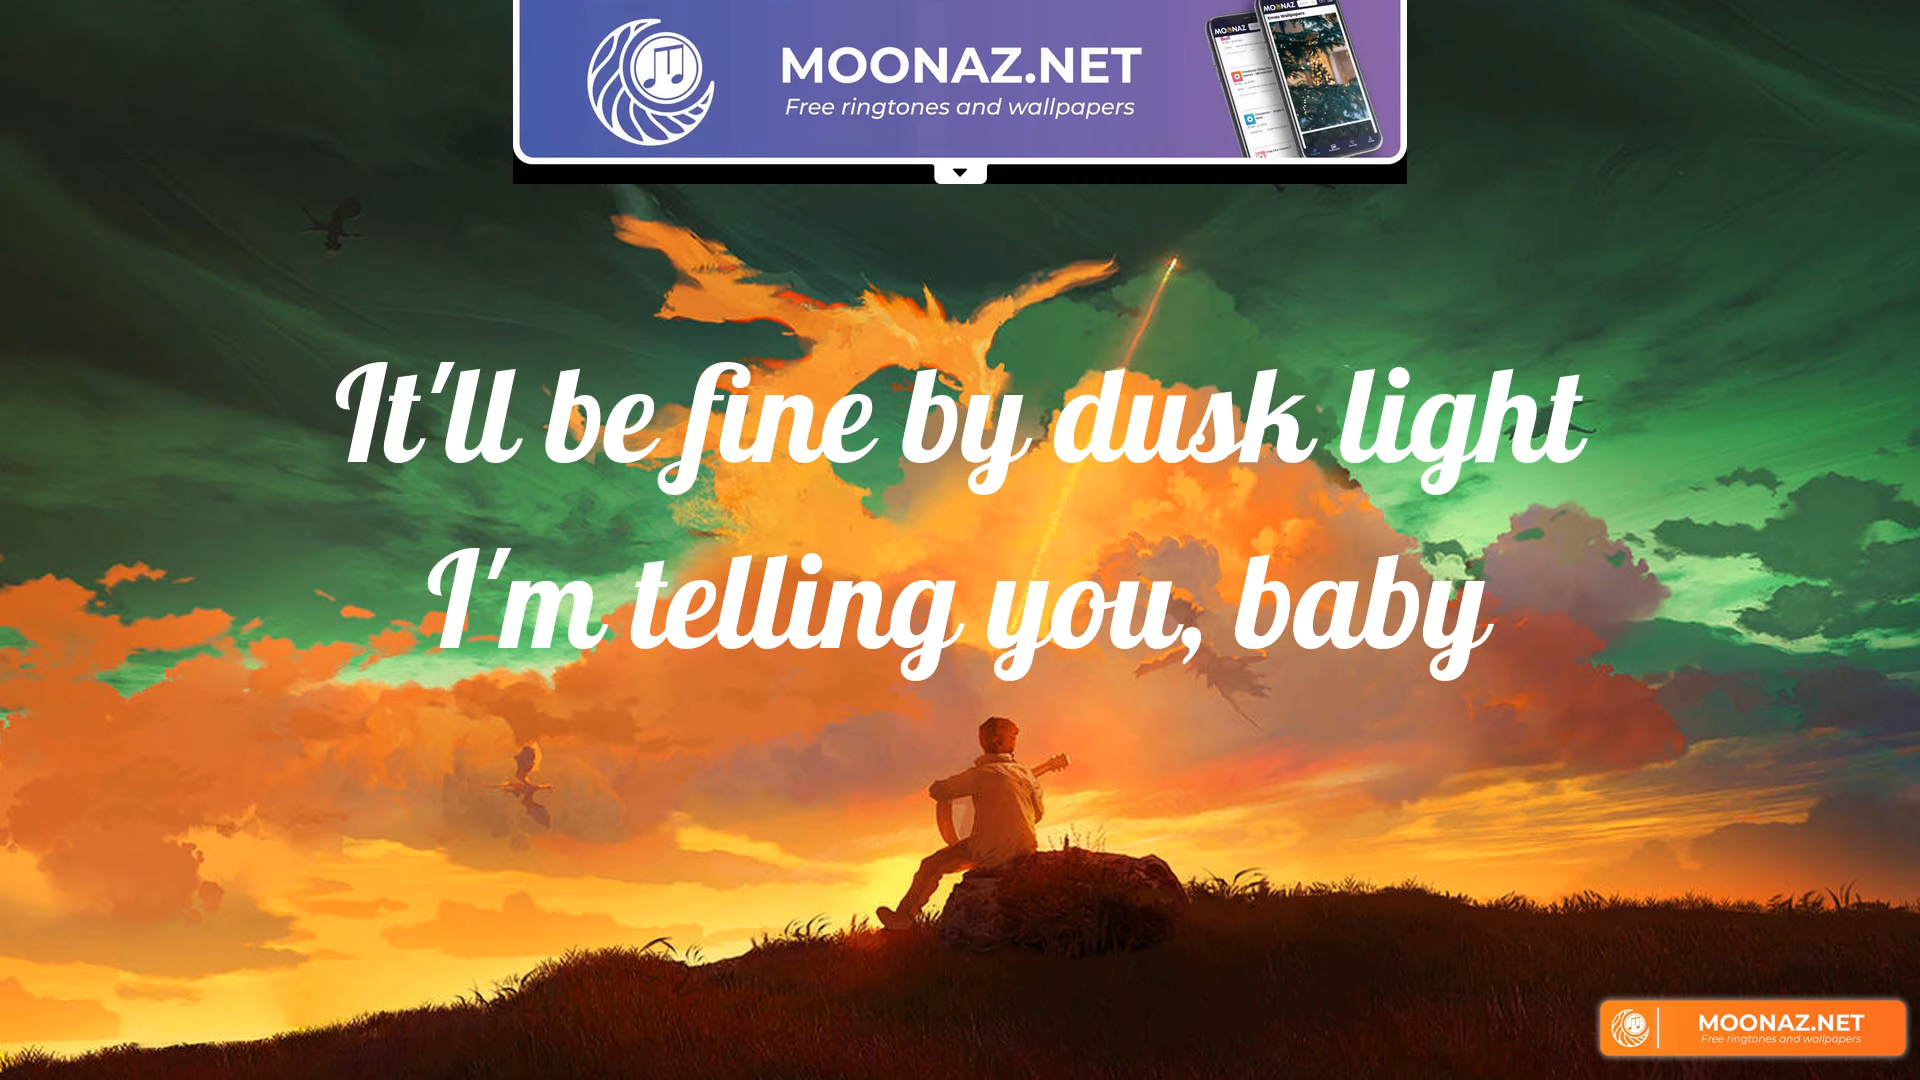 MOONAZ.NET
Free ringtones and wallpapers
It'll be fine by dusk light
I'm telling you, baby
MOONAZ.NET
Free ringtones and wallpapers